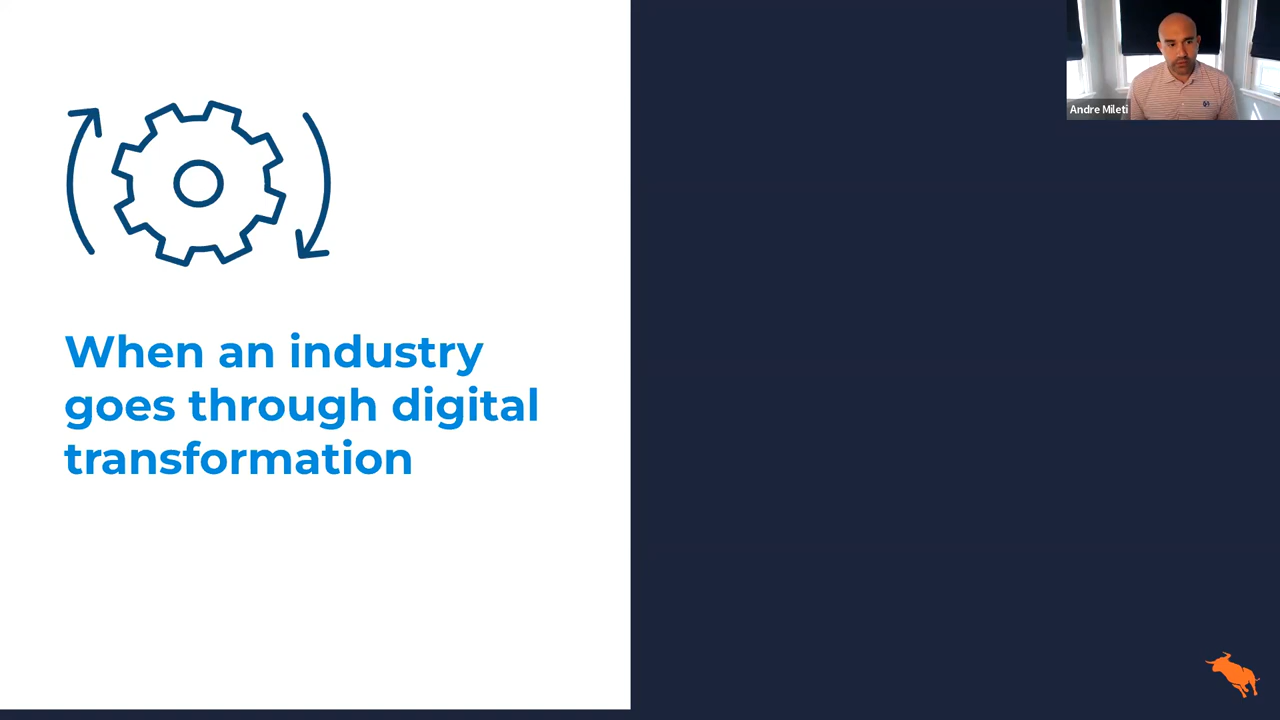 When an industry
goes through digital
transformation
Andre Mileti